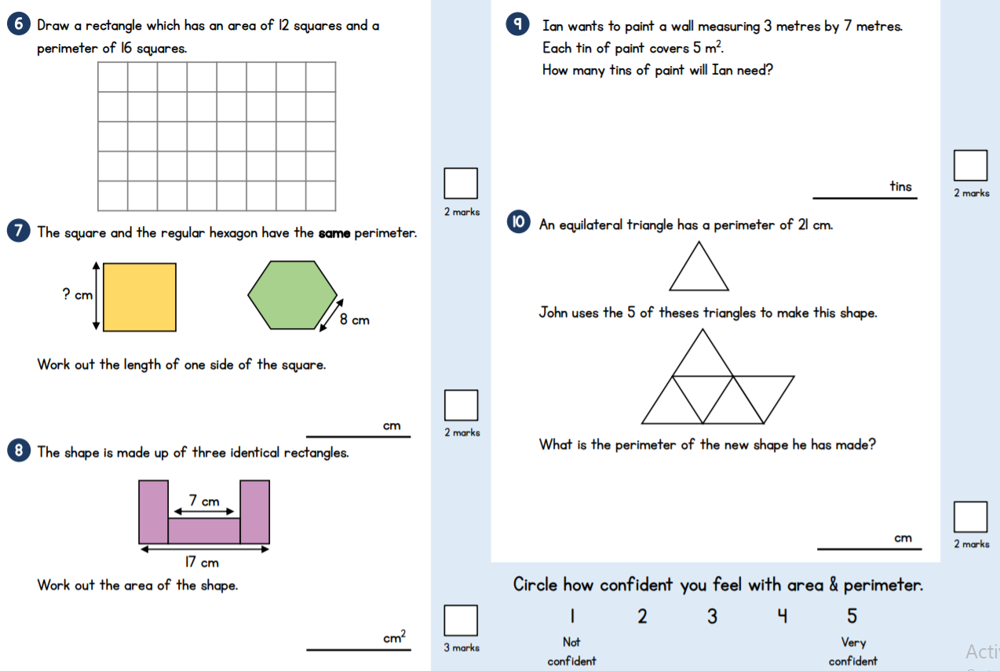 6 Draw a rectangle which has an area of 12 squares and a
perimeter of 16 squares.
2 marks
7 The square and the regular hexagon have the same perimeter.
? cm
8 cm
Work out the length of one side of the square.
cm
2 marks
8 The shape is made up of three identical rectangles.
7 cm
17 cm
Work out the area of the shape.
cm²
3 marks
9 Ian wants to paint a wall measuring 3 metres by 7 metres.
Each tin of paint covers 5 m².
How many tins of paint will Ian need?
tins
2 marks
10 An equilateral triangle has a perimeter of 21 cm.
John uses the 5 of theses triangles to make this shape.
What is the perimeter of the new shape he has made?
cm
2 marks
Circle how confident you feel with area & perimeter.
1 2 3 4 5
Not confident
Very confident
Acti